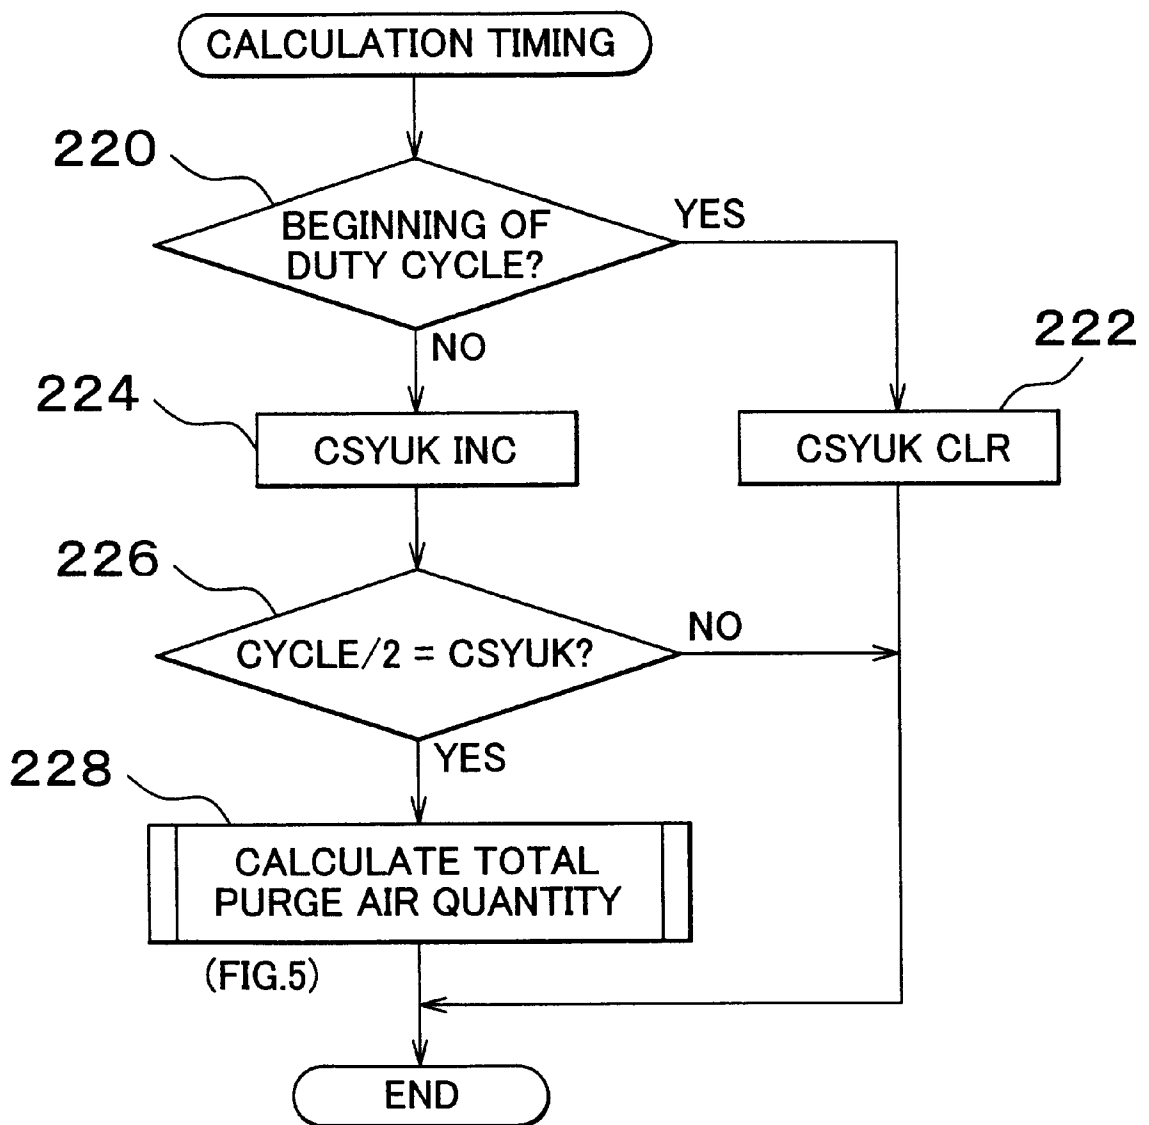 CALCULATION TIMING
220
BEGINNING OF
DUTY CYCLE?
YES
NO
222
224
CSYUK INC
CSYUK CLR
226
CYCLE/2 = CSYUK?
NO
YES
228
CALCULATE TOTAL
PURGE AIR QUANTITY
(FIG.5)
END